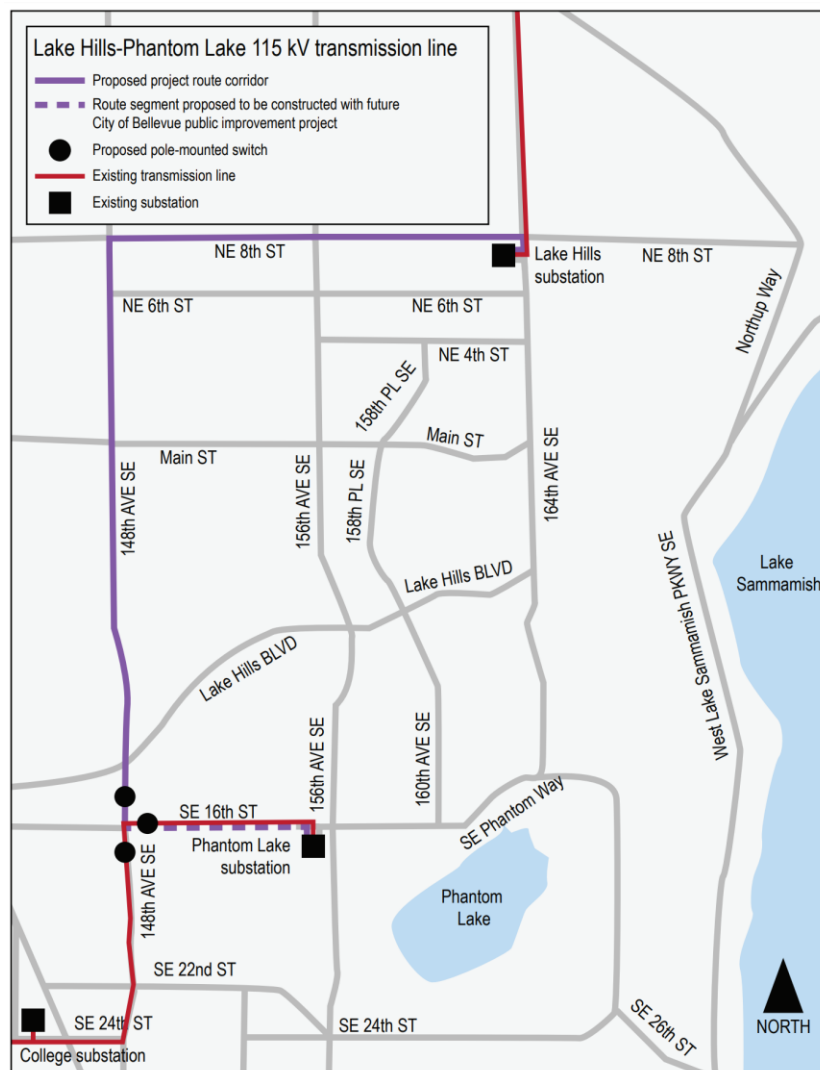 Lake Hills-Phantom Lake 115 kV transmission line
Proposed project route corridor
Route segment proposed to be constructed with future
City of Bellevue public improvement project
Proposed pole-mounted switch
Existing transmission line
Existing substation
NE 8th ST
Lake Hills
substation
NE 8th ST
NE 6th ST
NE 6th ST
Northup Way
NE 4th ST
158th PL SE
Main ST
Main ST
148th AVE SE
156th AVE SE
158th PL SE
164th AVE SE
Lake Hills BLVD
West Lake Sammamish PKWY SE
Lake
Sammamish
Lake Hills BLVD
156th AVE SE
160th AVE SE
SE 16th ST
SE Phantom Way
Phantom Lake
substation
148th AVE SE
Phantom
Lake
SE 22nd ST
SE 24th ST
SE 24th ST
SE 26th ST
College substation
NORTH